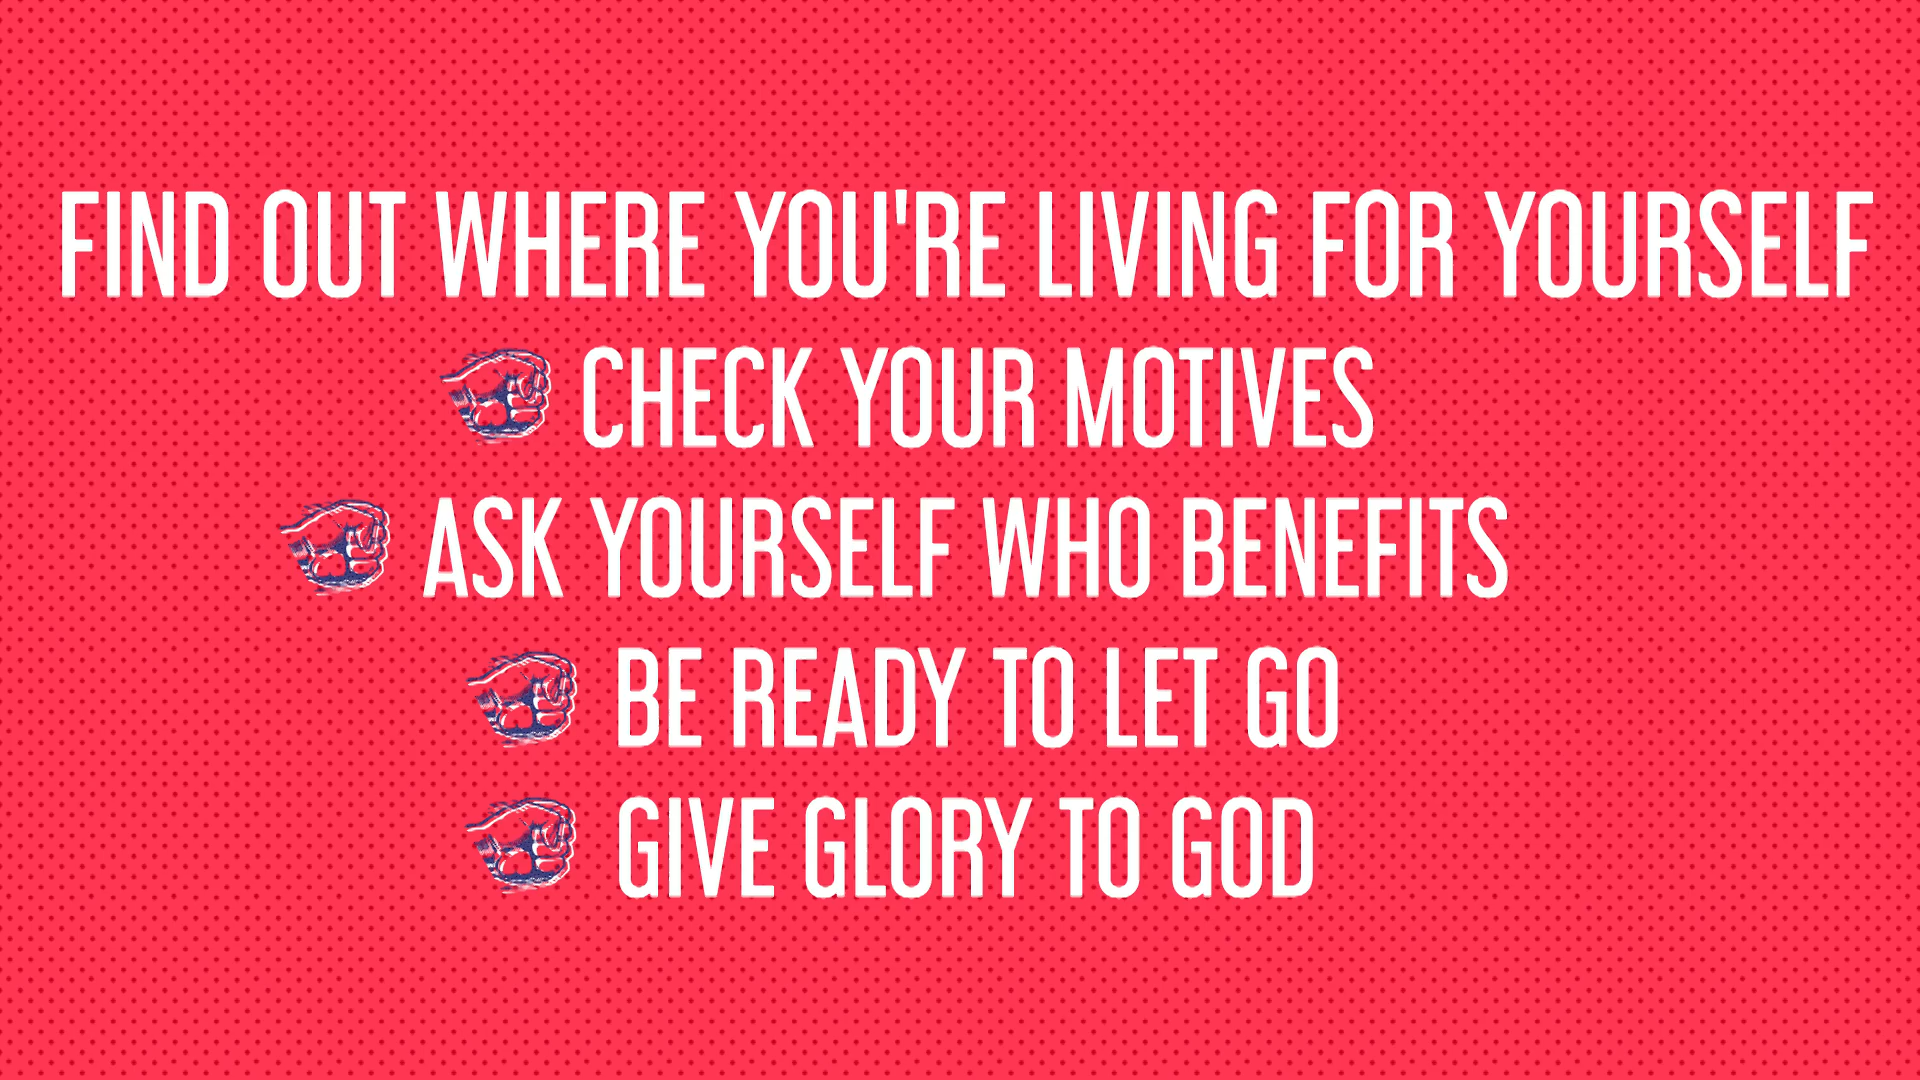 FIND OUT WHERE YOU'RE LIVING FOR YOURSELF
CHECK YOUR MOTIVES
ASK YOURSELF WHO BENEFITS
BE READY TO LET GO
GIVE GLORY TO GOD